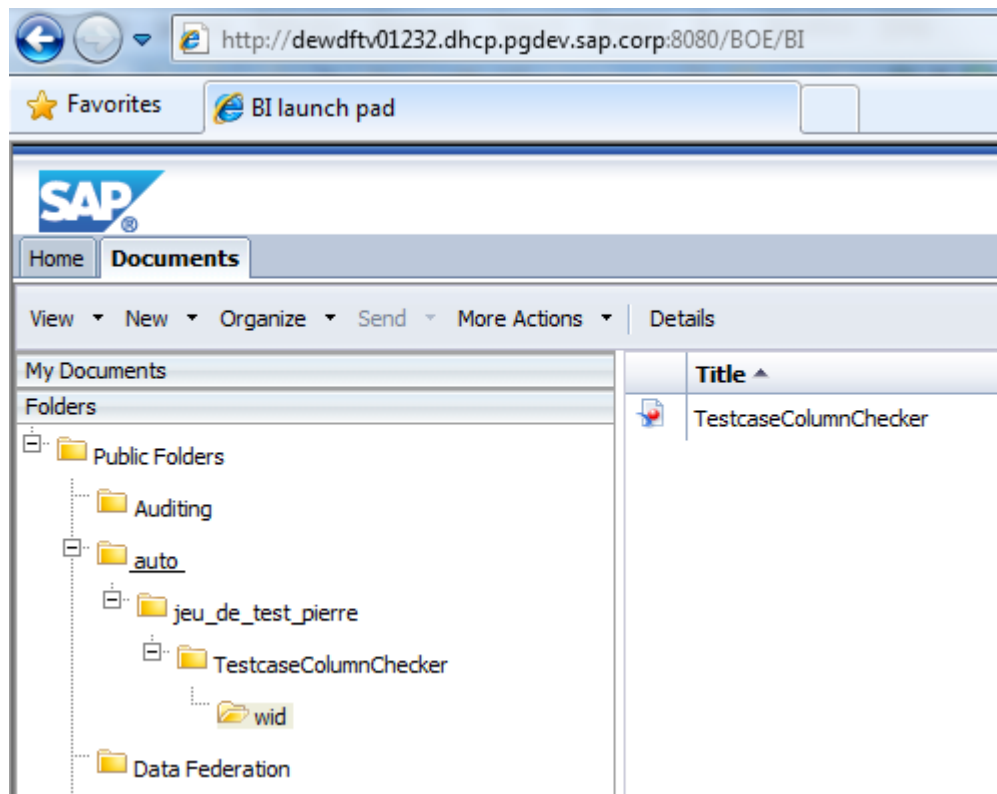 http://dewdftv01232.dhcp.pgdev.sap.corp:8080/BOE/BI
Favorites BI launch pad
SAP ®
Home Documents
View New Organize Send More Actions Details
My Documents
Folders
Public Folders
Auditing
auto
jeu_de_test_pierre
TestcaseColumnChecker
wid
Data Federation
Title
TestcaseColumnChecker